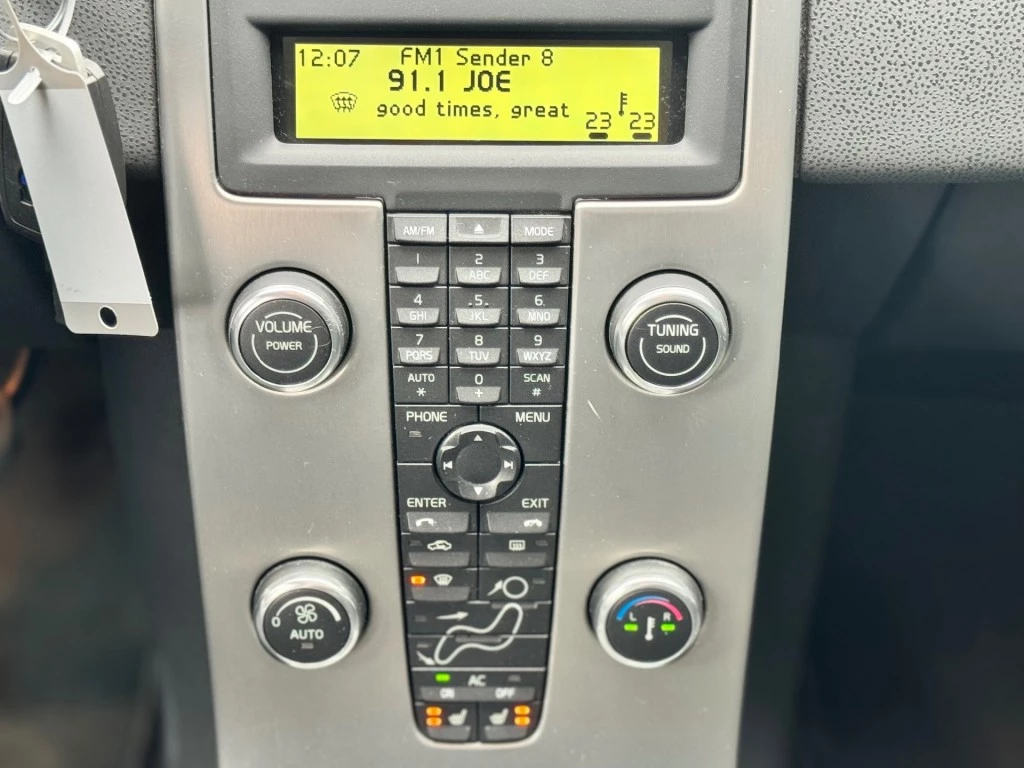 12:07 FM1 Sender 8
91.1 JOE
good times, great
23 23
AM/FM MODE
1 2 3
ABC DEF
4 5 6
GHI JKL MNO
7 8 9
PQRS TUV WXYZ
AUTO 0 SCAN
* + #
VOLUME
POWER
TUNING
SOUND
PHONE MENU
ENTER EXIT
0
AUTO
L R
AC
ON OFF